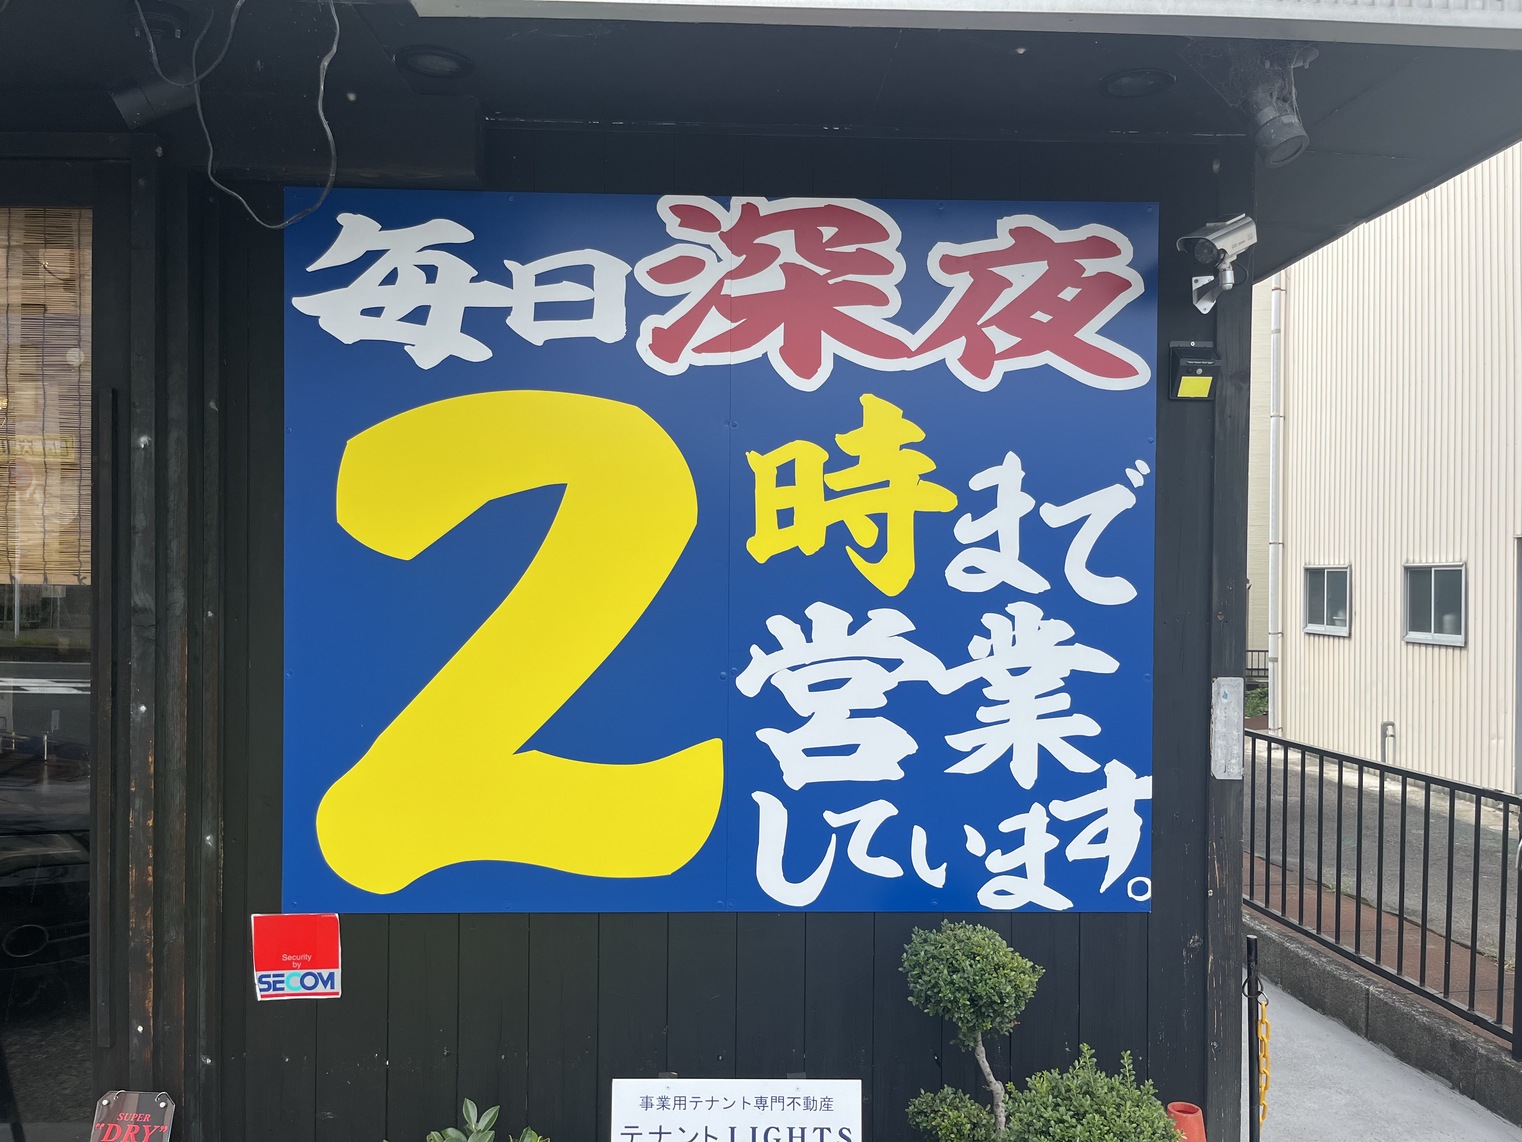 毎日深夜
2時まで
営業
しています。
Security
by
SECOM
SUPER
"DRY"
事業用テナント専門不動産
テナントLIGHTS